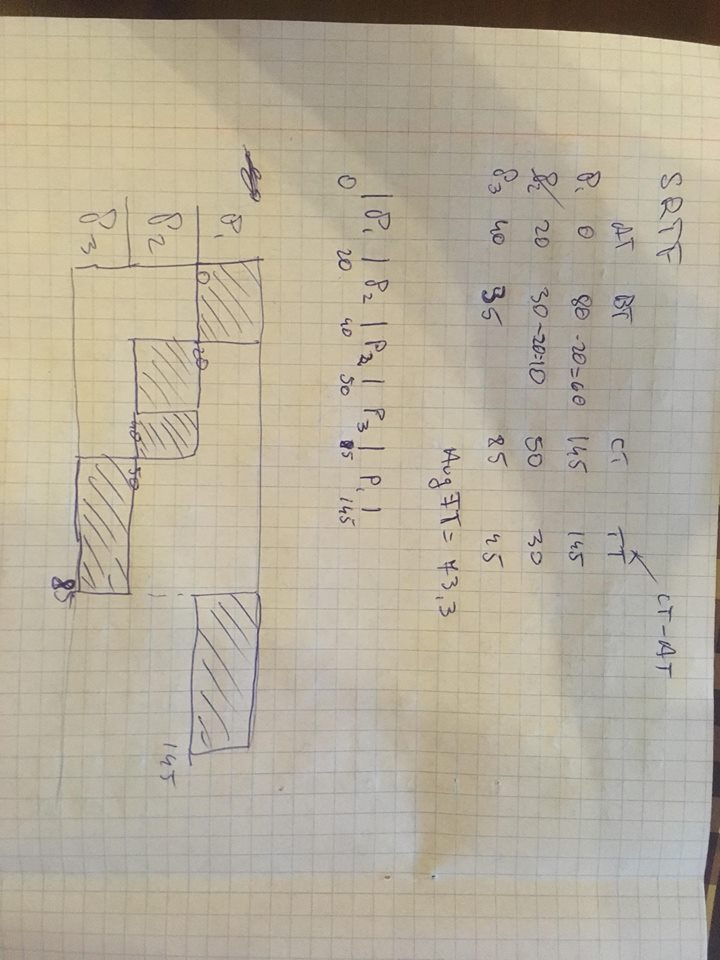 SRTF
AT BT CT TT CT-AT
P1 0 80 -20=60 145 145
P2 20 30-20=10 50 30
P3 40 35 85 45
Avg TT = 73,3
| P1 | P2 | P2 | P3 | P1 |
0 20 40 50 85 145
P1 0 20
P2 40 50 145
P3
85